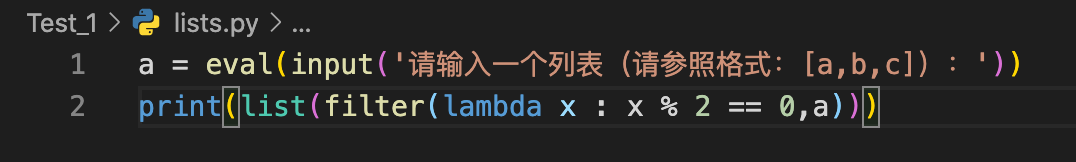 Test_1 > lists.py > ...
1 a = eval(input('请输入一个列表（请参照格式：[a,b,c]）：'))
2 print(list(filter(lambda x : x % 2 == 0,a)))